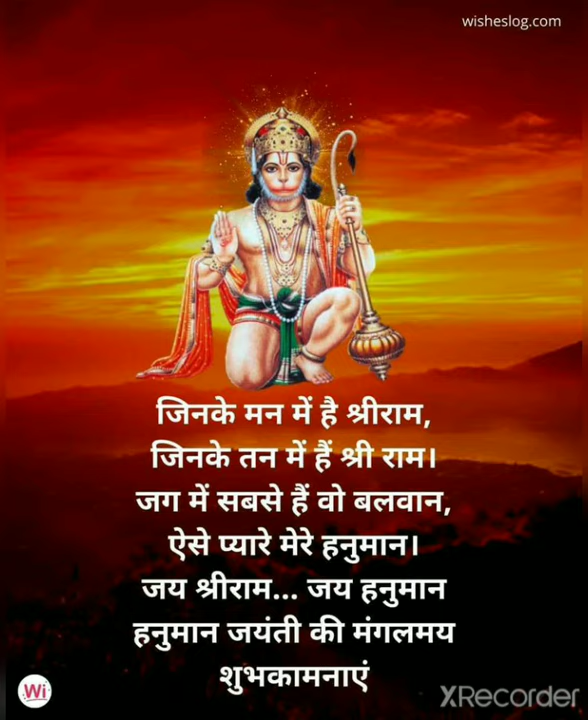 wisheslog.com
जिनके मन में है श्रीराम,
जिनके तन में हैं श्री राम।
जग में सबसे हैं वो बलवान,
ऐसे प्यारे मेरे हनुमान।
जय श्रीराम... जय हनुमान
हनुमान जयंती की मंगलमय
शुभकामनाएं
Wi
XRecorder